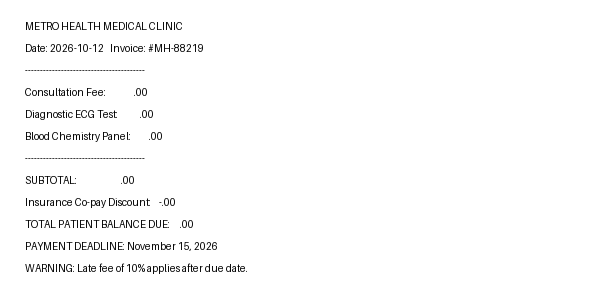 METRO HEALTH MEDICAL CLINIC
Date: 2026-10-12 Invoice: #MH-88219
----------------------------------------
Consultation Fee: .00
Diagnostic ECG Test: .00
Blood Chemistry Panel: .00
----------------------------------------
SUBTOTAL: .00
Insurance Co-pay Discount: -.00
TOTAL PATIENT BALANCE DUE: .00
PAYMENT DEADLINE: November 15, 2026
WARNING: Late fee of 10% applies after due date.